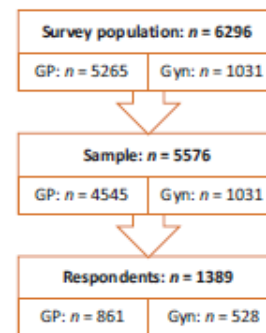 Survey population: n = 6296
GP: n = 5265 Gyn: n = 1031
Sample: n = 5576
GP: n = 4545 Gyn: n = 1031
Respondents: n = 1389
GP: n = 861 Gyn: n = 528